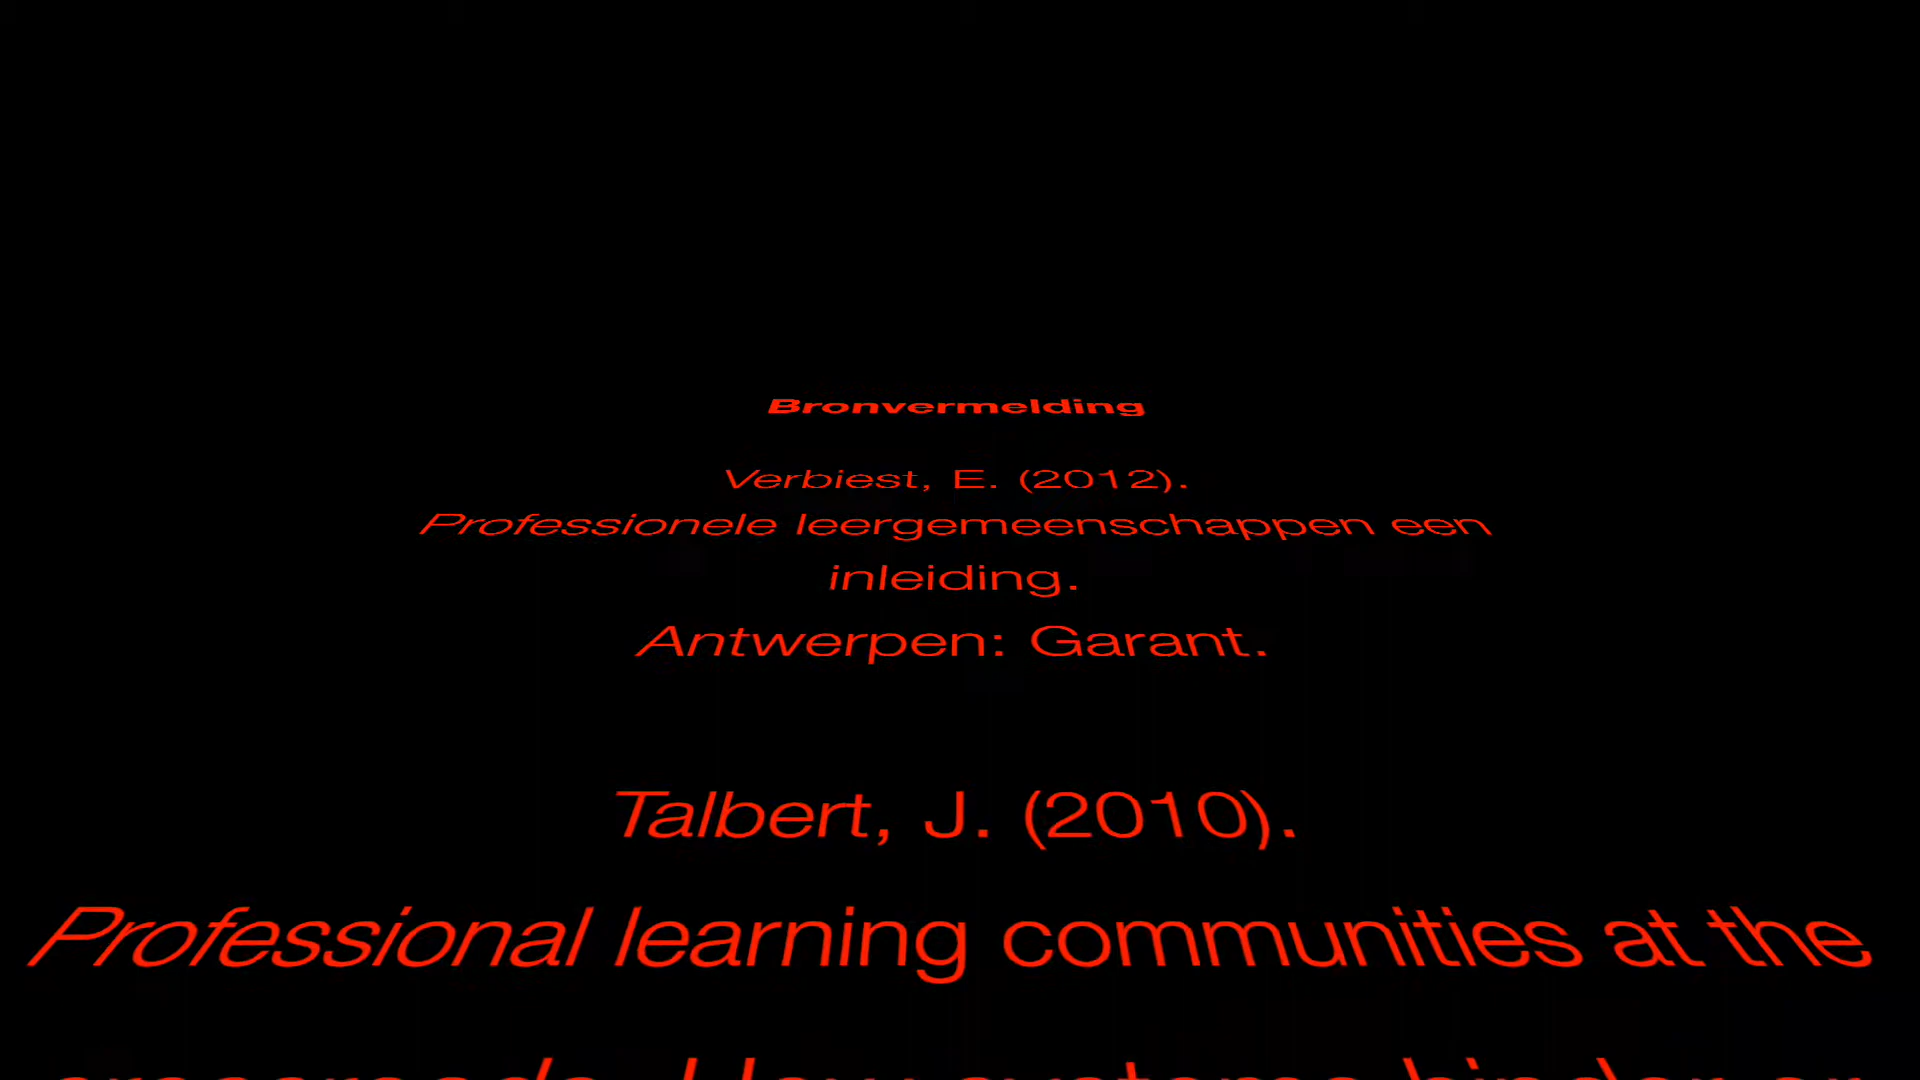 Bronvermelding
Verbiest, E. (2012).
Professionele leergemeenschappen een
inleiding.
Antwerpen: Garant.
Talbert, J. (2010).
Professional learning communities at the